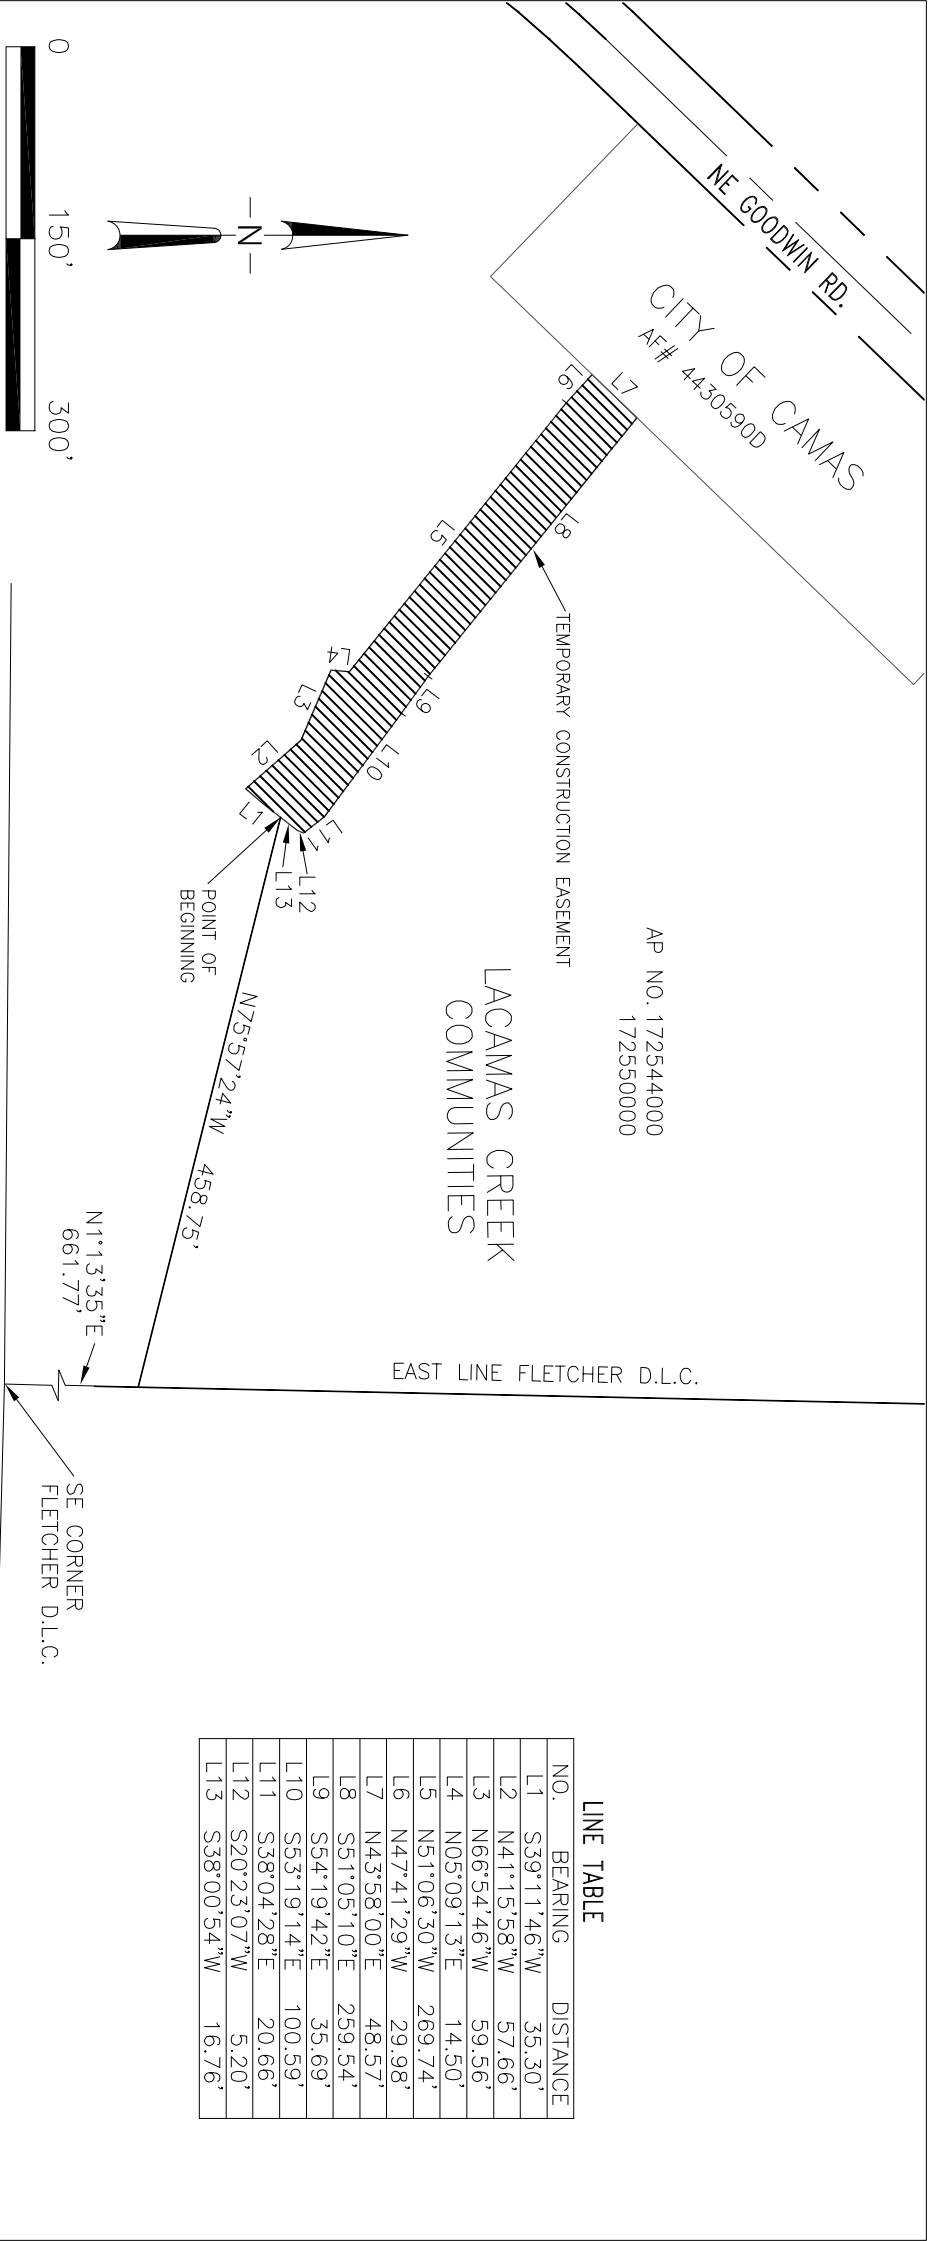 NE GOODWIN RD.
CITY OF CAMAS
AF# 4430590D
L7
L6
L8
L5
TEMPORARY CONSTRUCTION EASEMENT
L4
L3
L9
L10
L2
L1
L11
L12
L13
POINT OF
BEGINNING
AP NO. 172544000
172550000
LACAMAS CREEK
COMMUNITIES
N75°57'24"W 458.75'
N1°13'35"E
661.77'
EAST LINE FLETCHER D.L.C.
SE CORNER
FLETCHER D.L.C.
N
0 150' 300'
LINE TABLE
NO. BEARING DISTANCE
L1 S39°11'46"W 35.30'
L2 N41°15'58"W 57.66'
L3 N66°54'46"W 59.56'
L4 N05°09'13"E 14.50'
L5 N51°06'30"W 269.74'
L6 N47°41'29"W 29.98'
L7 N43°58'00"E 48.57'
L8 S51°05'10"E 259.54'
L9 S54°19'42"E 35.69'
L10 S53°19'14"E 100.59'
L11 S38°04'28"E 20.66'
L12 S20°23'07"W 5.20'
L13 S38°00'54"W 16.76'